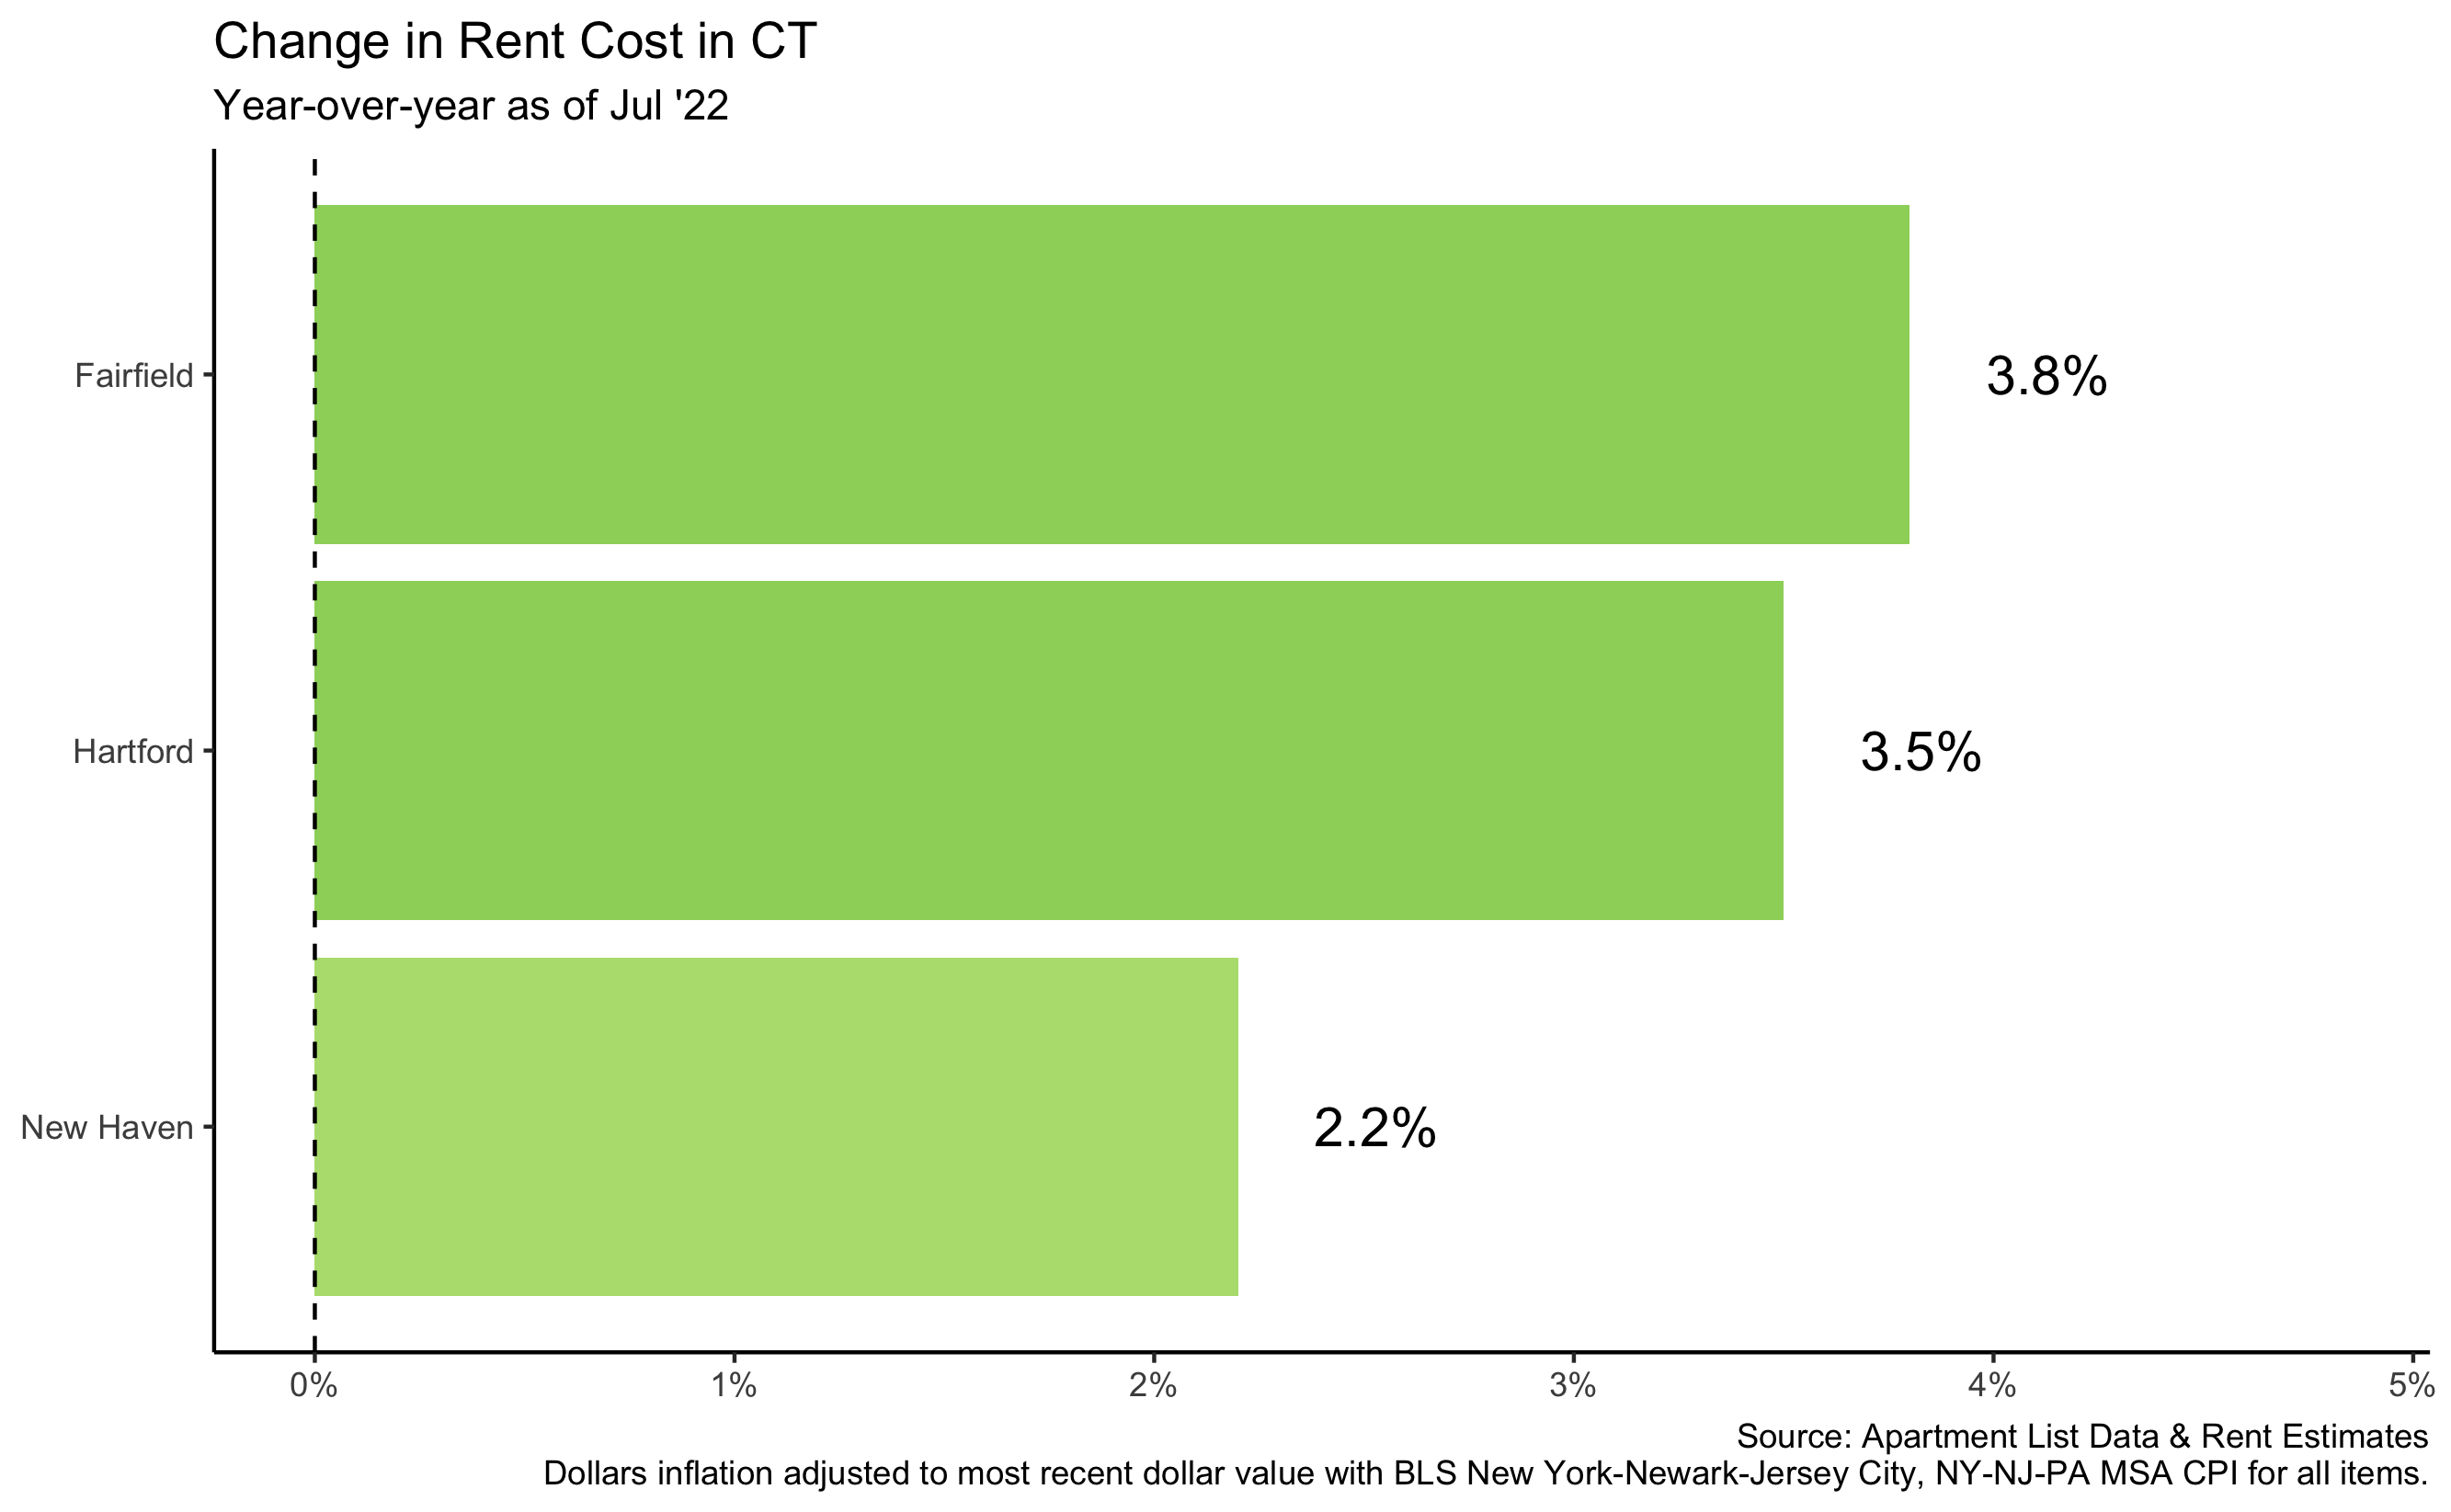 Change in Rent Cost in CT
Year-over-year as of Jul '22
Fairfield
3.8%
Hartford
3.5%
New Haven
2.2%
0% 1% 2% 3% 4% 5%
Source: Apartment List Data & Rent Estimates
Dollars inflation adjusted to most recent dollar value with BLS New York-Newark-Jersey City, NY-NJ-PA MSA CPI for all items.